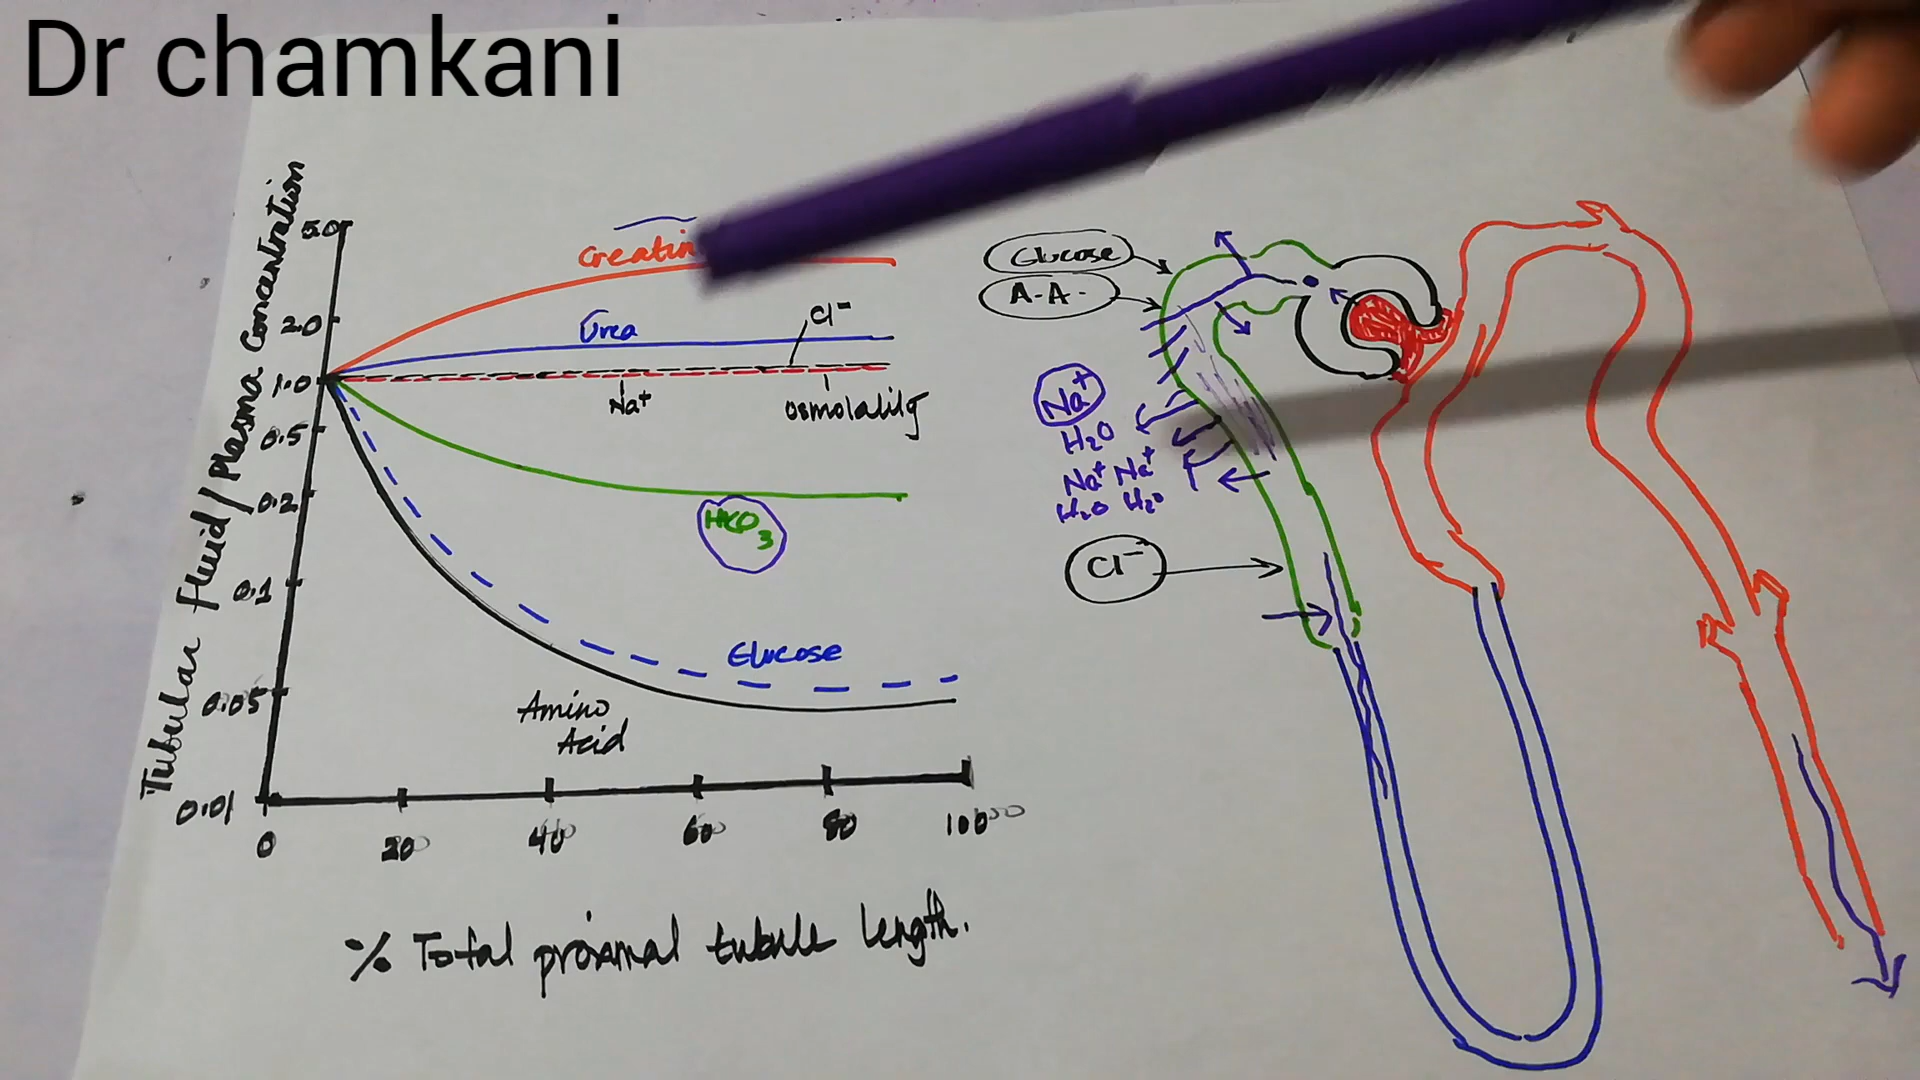 Dr chamkani
Tubular fluid/Plasma Concentration
5.0
2.0
1.0
0.5
0.2
0.1
0.05
0.01
0
20
40
60
80
100
% Total proximal tubule length.
Creatin
Urea
Cl-
Na+
osmolality
HCO3
Glucose
Amino
Acid
Glucose
A-A-
Na+
H2O
Na+ Na+
H2O H2O
Cl-